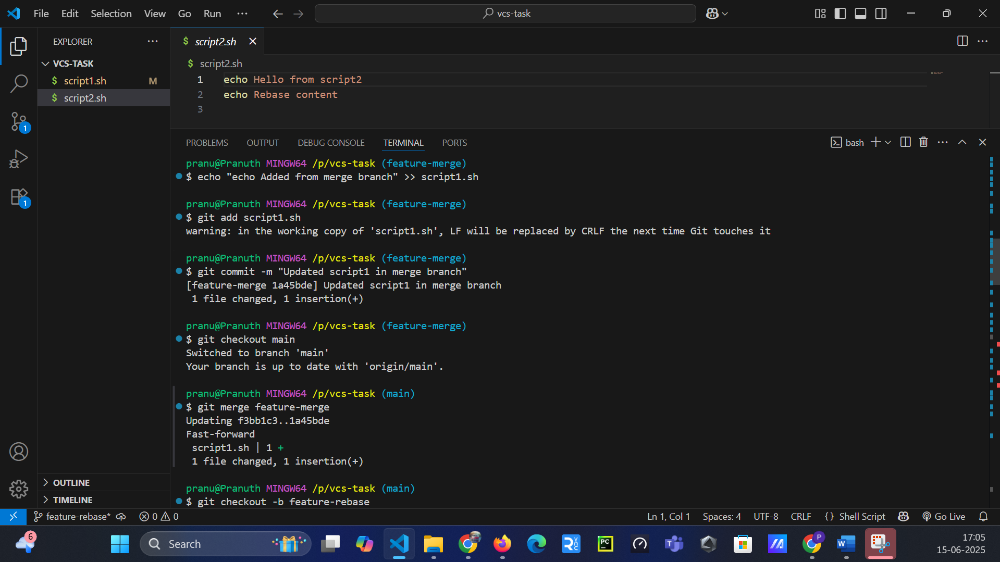 File Edit Selection View Go Run ···
vcs-task
EXPLORER ···
VCS-TASK
$ script1.sh M
$ script2.sh
1
1
OUTLINE
TIMELINE
$ script2.sh
$ script2.sh
1 echo Hello from script2
2 echo Rebase content
3
PROBLEMS OUTPUT DEBUG CONSOLE TERMINAL PORTS
bash
pranu@Pranuth MINGW64 /p/vcs-task (feature-merge)
$ echo "echo Added from merge branch" >> script1.sh
pranu@Pranuth MINGW64 /p/vcs-task (feature-merge)
$ git add script1.sh
warning: in the working copy of 'script1.sh', LF will be replaced by CRLF the next time Git touches it
pranu@Pranuth MINGW64 /p/vcs-task (feature-merge)
$ git commit -m "Updated script1 in merge branch"
[feature-merge 1a45bde] Updated script1 in merge branch
1 file changed, 1 insertion(+)
pranu@Pranuth MINGW64 /p/vcs-task (feature-merge)
$ git checkout main
Switched to branch 'main'
Your branch is up to date with 'origin/main'.
pranu@Pranuth MINGW64 /p/vcs-task (main)
$ git merge feature-merge
Updating f3bb1c3..1a45bde
Fast-forward
script1.sh | 1 +
1 file changed, 1 insertion(+)
pranu@Pranuth MINGW64 /p/vcs-task (main)
$ git checkout -b feature-rebase
feature-rebase* 0 0 Ln 1, Col 1 Spaces: 4 UTF-8 CRLF {} Shell Script Go Live
6 Search PC P W 17:05
15-06-2025